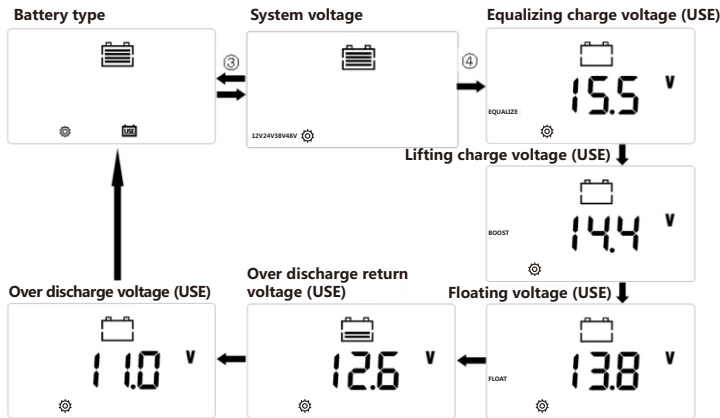 Battery type
System voltage
Equalizing charge voltage (USE)
③
④
USE
12V24V38V48V
EQUALIZE
15.5 V
Lifting charge voltage (USE)
BOOST
14.4 V
Over discharge voltage (USE)
Over discharge return
voltage (USE)
Floating voltage (USE)
11.0 V
12.6 V
FLOAT
13.8 V